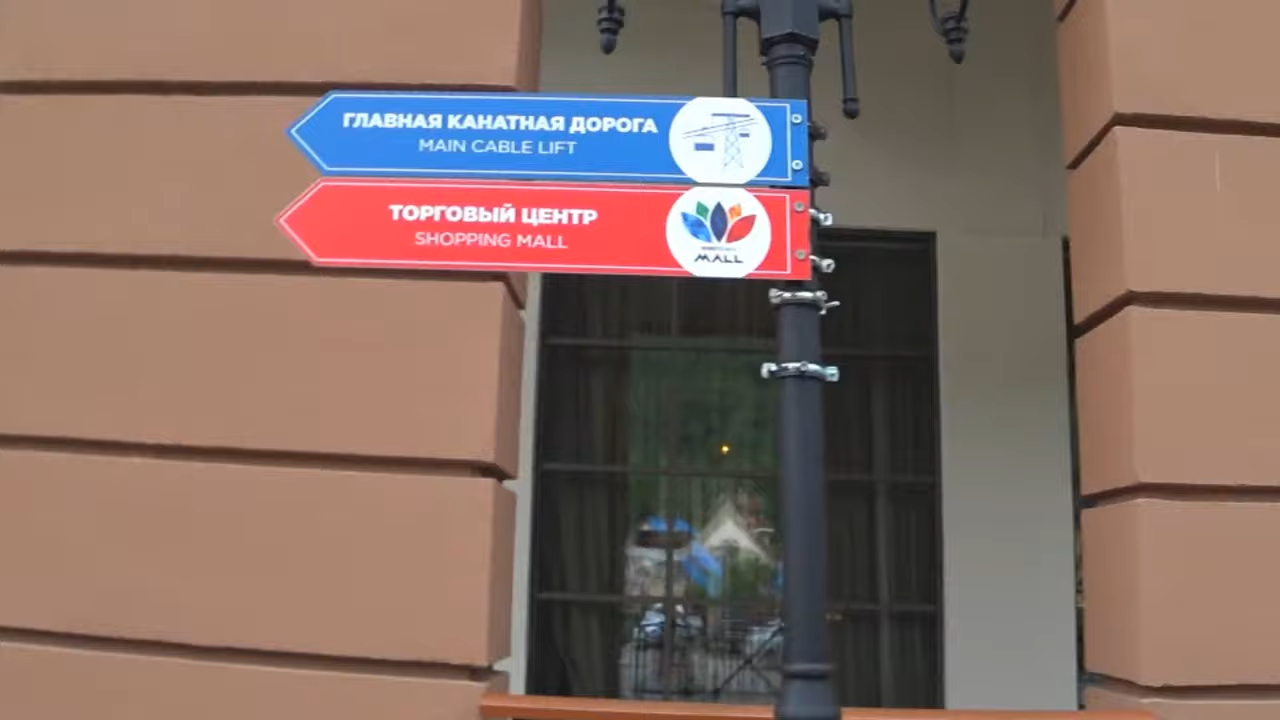 ГЛАВНАЯ КАНАТНАЯ ДОРОГА
MAIN CABLE LIFT
ТОРГОВЫЙ ЦЕНТР
SHOPPING MALL
MALL